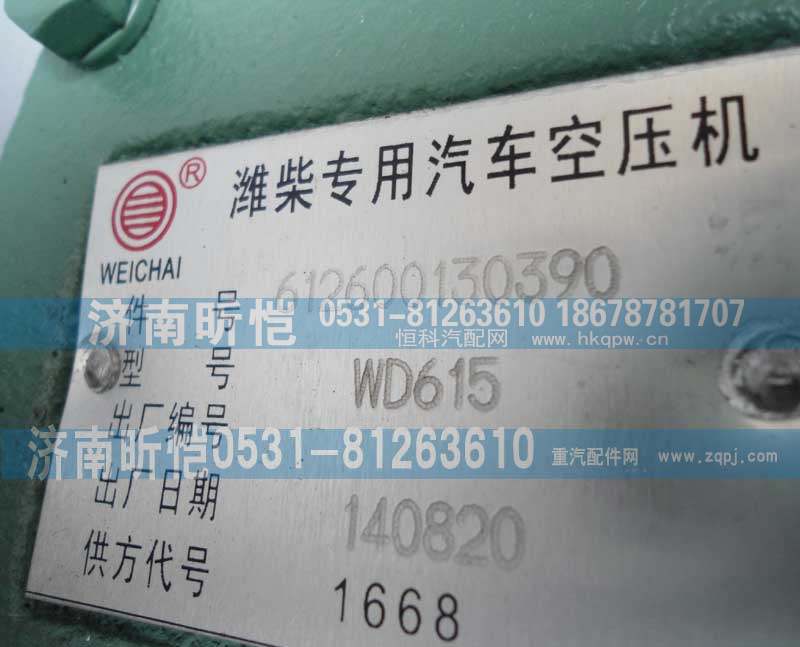 潍柴专用汽车空压机
®
WEICHAI
612600130390
件 号
济南昕恺 0531-81263610 18678781707
恒科汽配网 www.hkqpw.cn
型 号
WD615
出厂编号
济南昕恺0531-81263610 重汽配件网 www.zqpj.com
出厂日期
140820
供方代号
1668